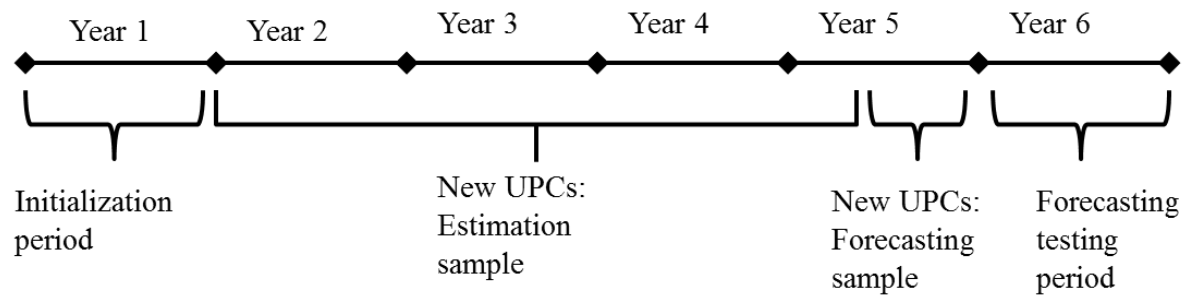 Year 1
Year 2
Year 3
Year 4
Year 5
Year 6
Initialization
period
New UPCs:
Estimation
sample
New UPCs:
Forecasting
sample
Forecasting
testing
period